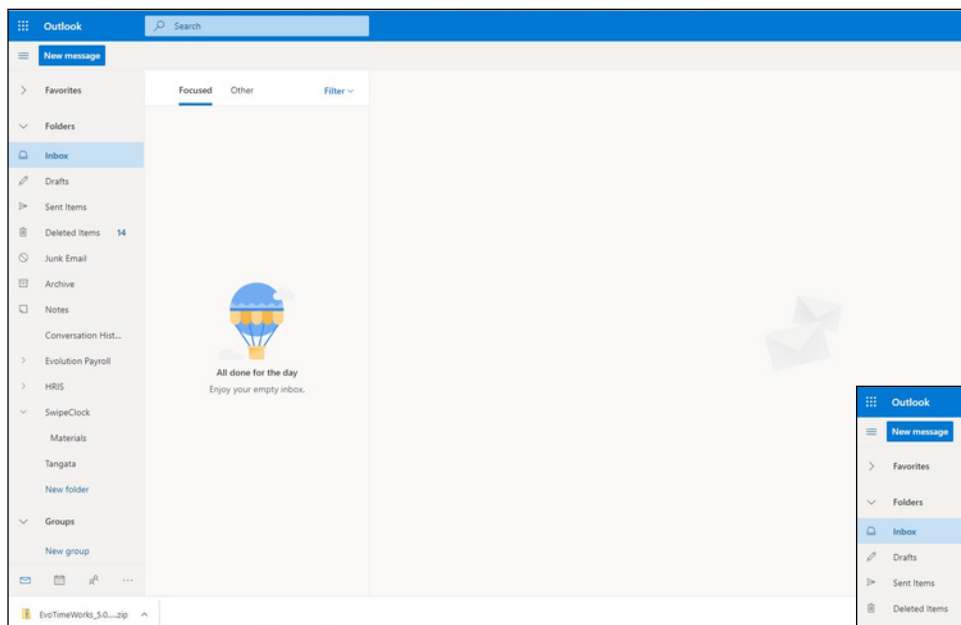 Outlook
Search
New message
Favorites
Focused Other Filter
Folders
Inbox
Drafts
Sent Items
Deleted Items 14
Junk Email
Archive
Notes
Conversation Hist...
Evolution Payroll
HRIS
SwipeClock
Materials
Tangata
New folder
Groups
New group
All done for the day
Enjoy your empty inbox.
EvoTimeWorks_5.0....zip
Outlook
New message
Favorites
Folders
Inbox
Drafts
Sent Items
Deleted Items